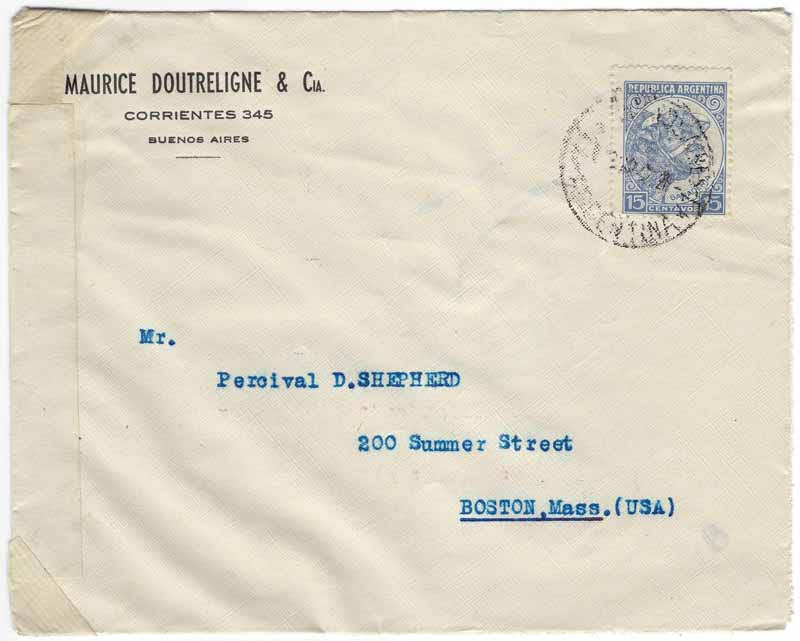 MAURICE DOUTRELIGNE & CIA.
CORRIENTES 345
BUENOS AIRES
REPUBLICA ARGENTINA
15 CENTAVOS 15
ARGENTINA
Mr.
Percival D.SHEPHERD
200 Summer Street
BOSTON,Mass.(USA)